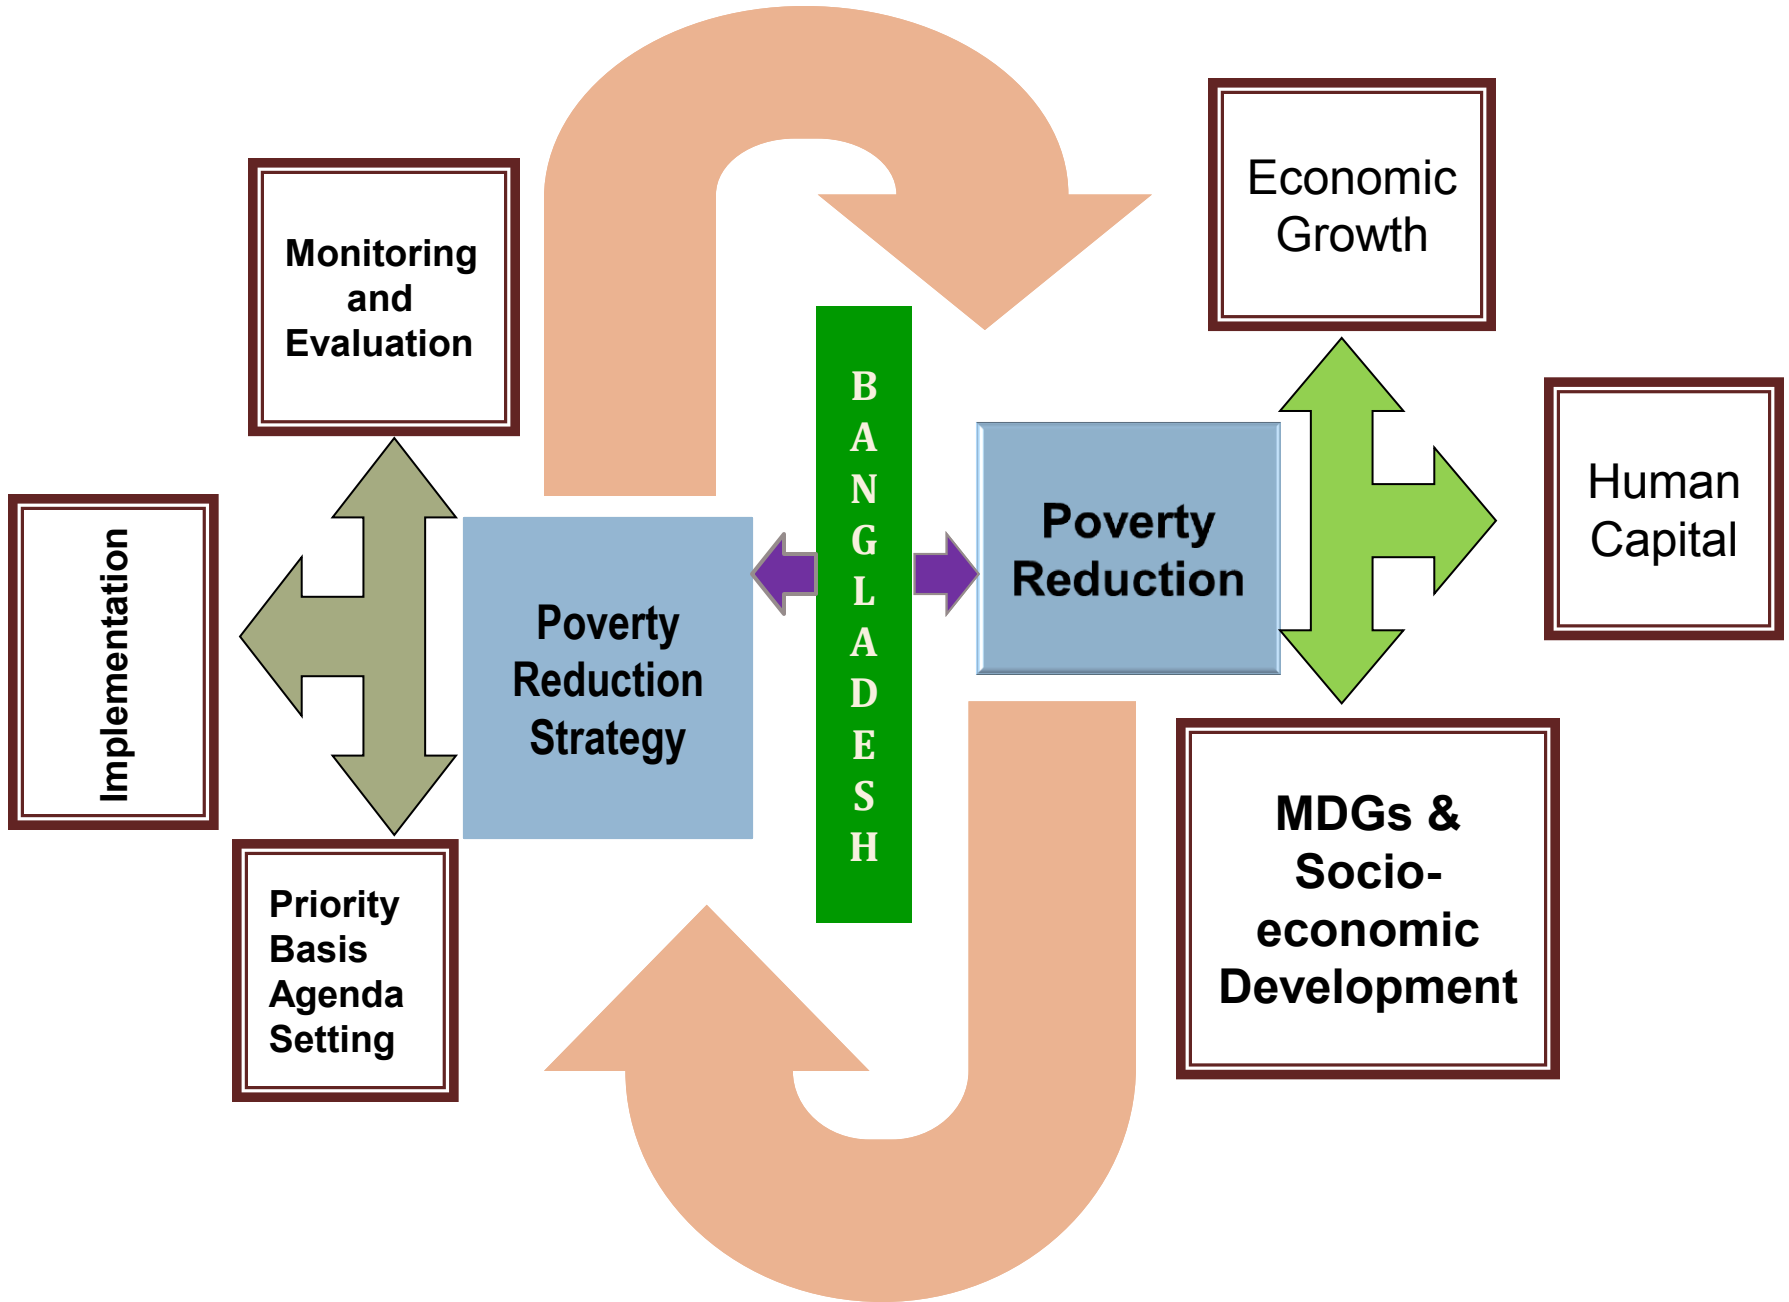 Monitoring
and
Evaluation
Implementation
Priority
Basis
Agenda
Setting
Poverty
Reduction
Strategy
BANGLADESH
Poverty
Reduction
Economic
Growth
Human
Capital
MDGs &
Socio-
economic
Development